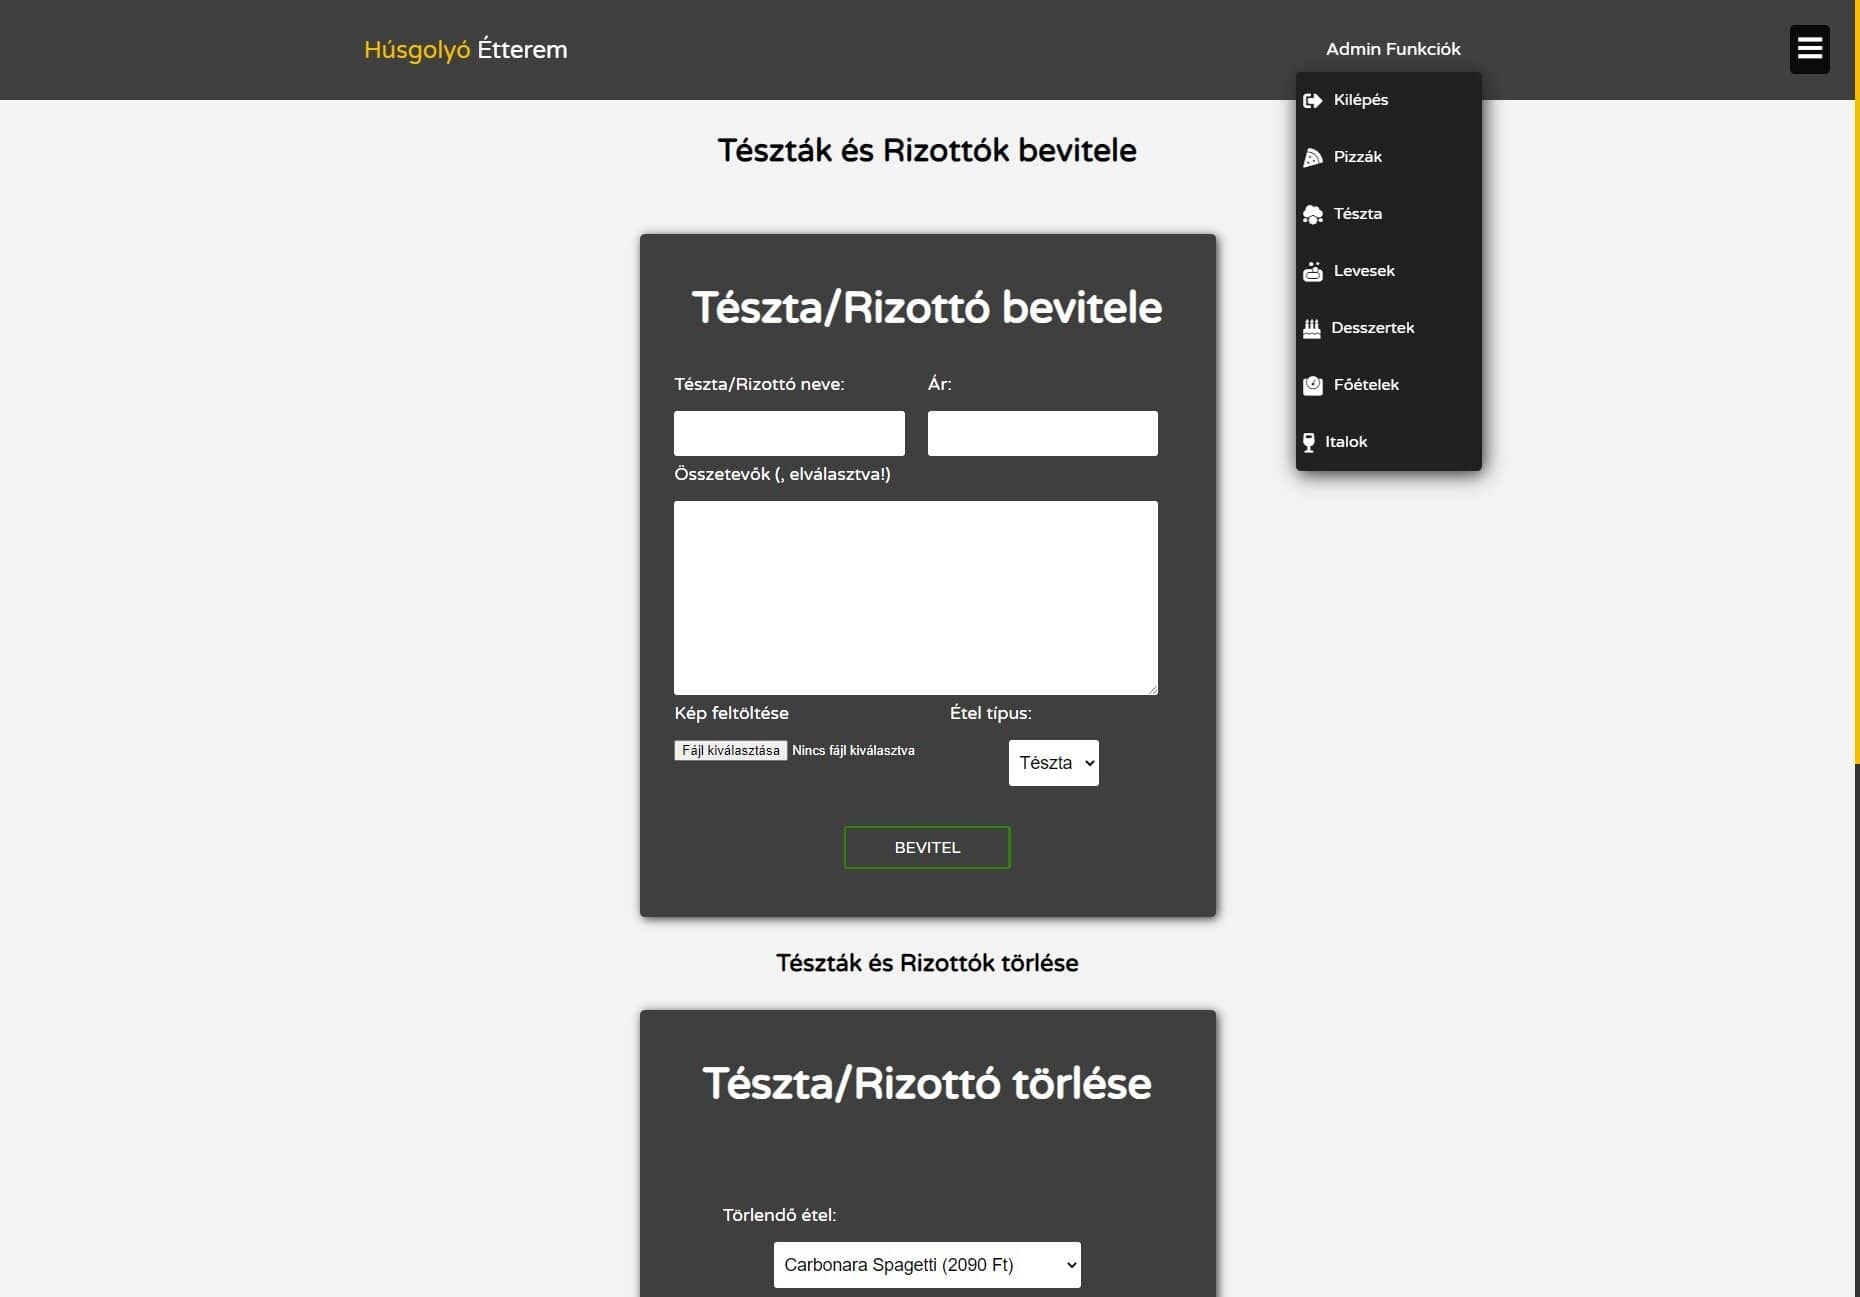 Húsgolyó Étterem
Admin Funkciók
Kilépés
Pizzák
Tészta
Levesek
Desszertek
Főételek
Italok
Tészták és Rizottók bevitele
Tészta/Rizottó bevitele
Tészta/Rizottó neve:
Ár:
Összetevők (, elválasztva!)
Kép feltöltése
Étel típus:
Fájl kiválasztása Nincs fájl kiválasztva
Tészta
BEVITEL
Tészták és Rizottók törlése
Tészta/Rizottó törlése
Törlendő étel:
Carbonara Spagetti (2090 Ft)